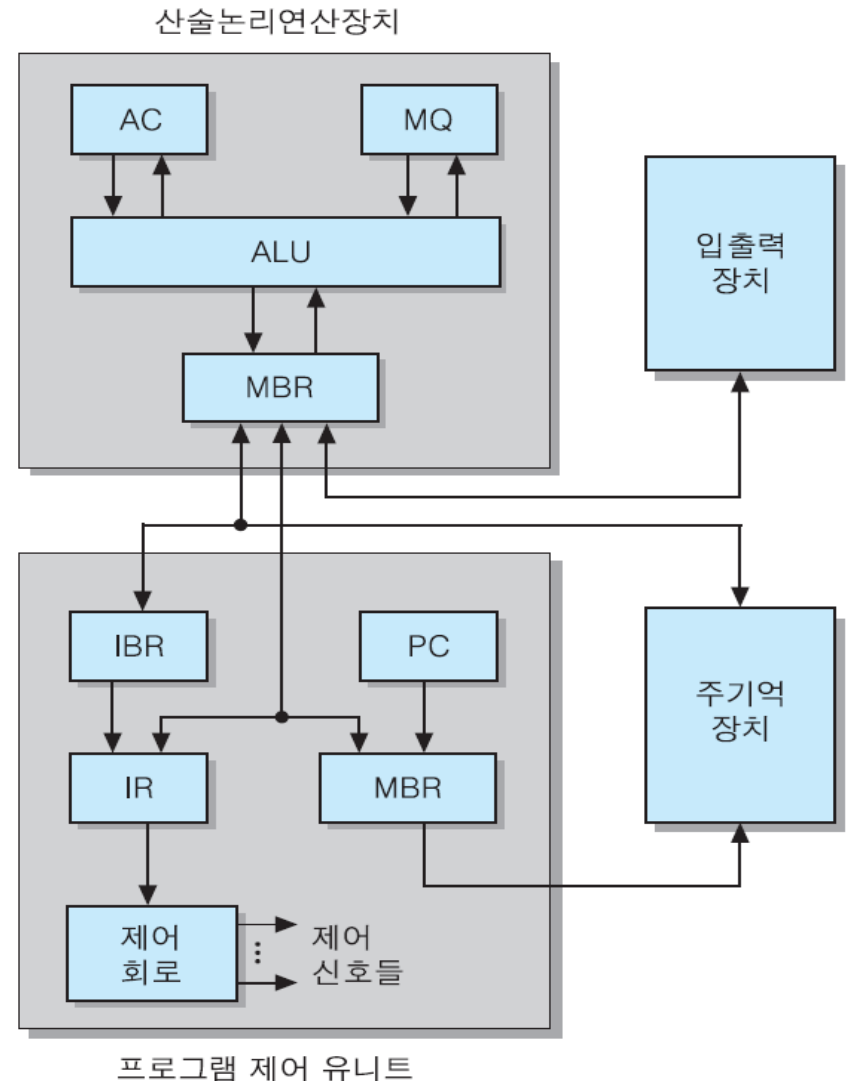 산술논리연산장치
AC
MQ
ALU
MBR
입출력
장치
IBR
PC
IR
MBR
주기억
장치
제어
회로
⋮
제어
신호들
프로그램 제어 유니트